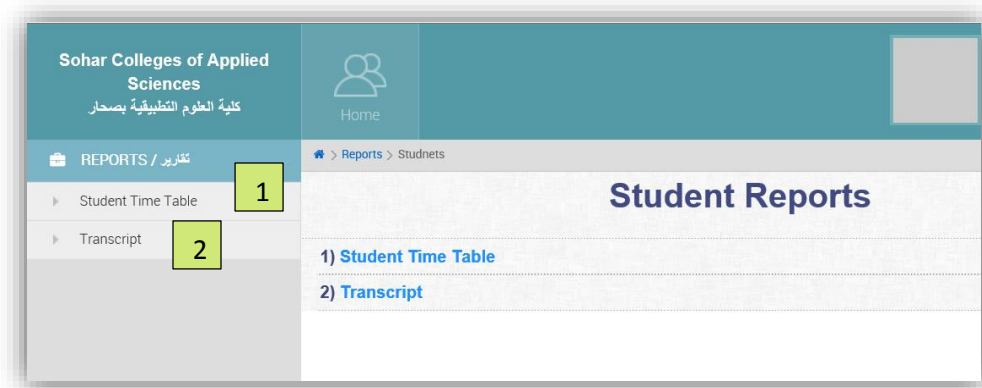 Sohar Colleges of Applied
Sciences
كلية العلوم التطبيقية بصحار
Home
REPORTS / تقارير
Student Time Table
1
Transcript
2
> Reports > Studnets
Student Reports
1) Student Time Table
2) Transcript